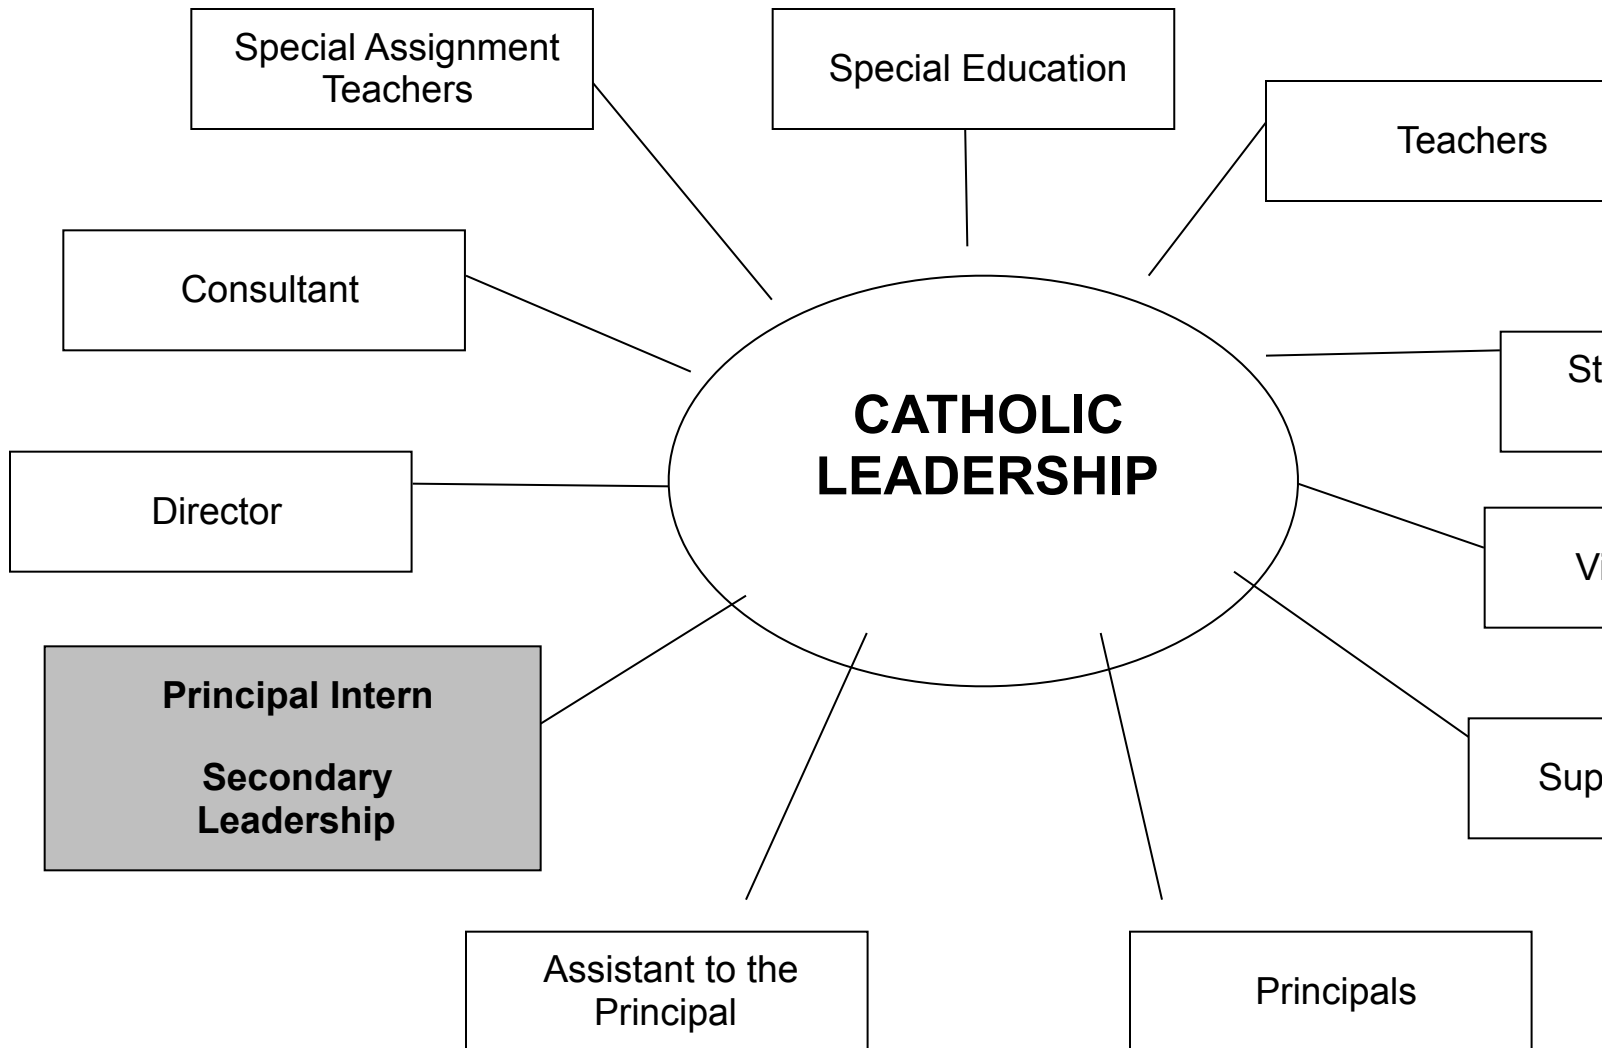 Special Assignment
Teachers
Special Education
Teachers
Consultant
CATHOLIC
LEADERSHIP
Director
Principal Intern
Secondary
Leadership
Assistant to the
Principal
Principals